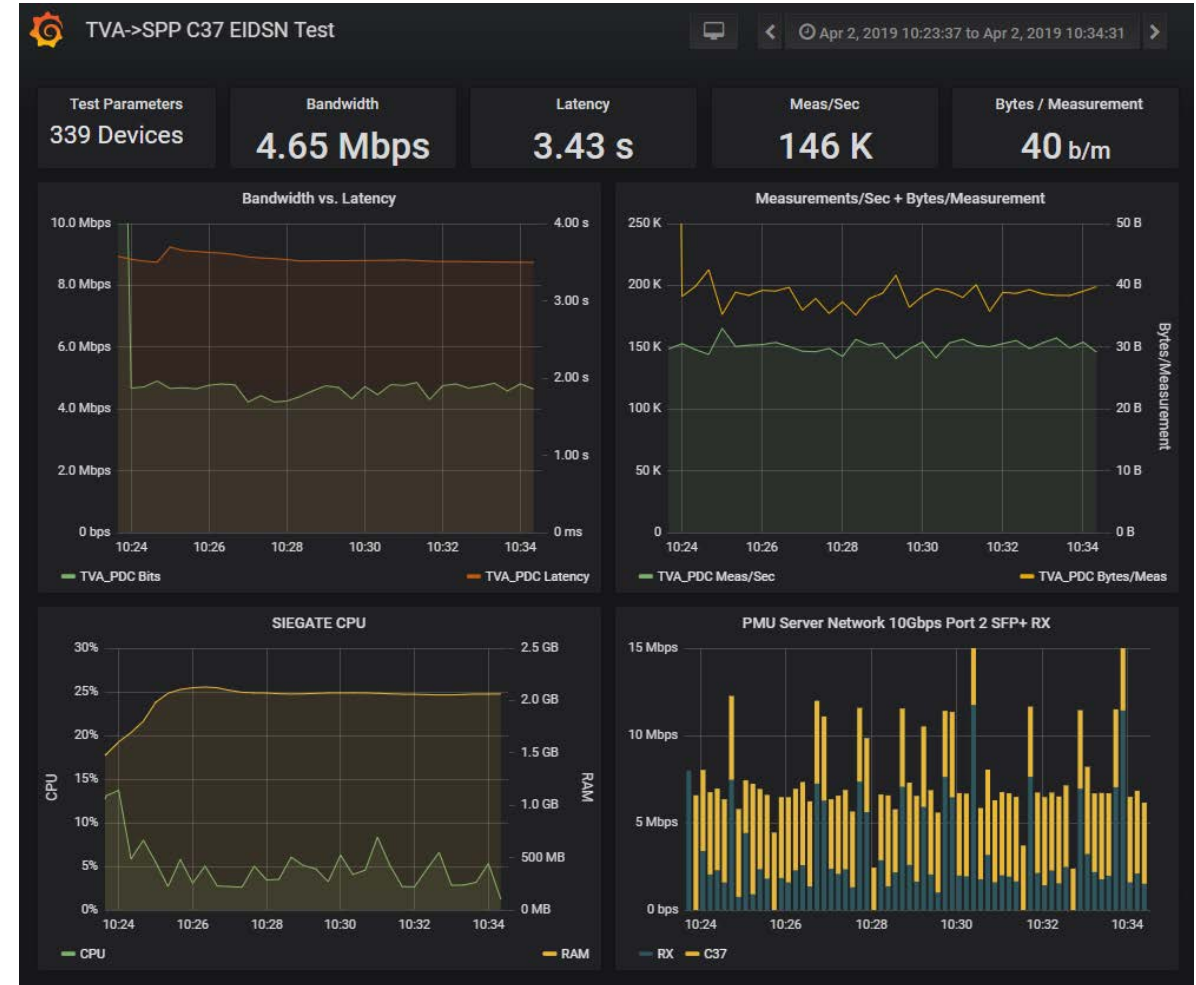 TVA->SPP C37 EIDSN Test
Apr 2, 2019 10:23:37 to Apr 2, 2019 10:34:31
Test Parameters
339 Devices
Bandwidth
4.65 Mbps
Latency
3.43 s
Meas/Sec
146 K
Bytes / Measurement
40 b/m
Bandwidth vs. Latency
10.0 Mbps
8.0 Mbps
6.0 Mbps
4.0 Mbps
2.0 Mbps
0 bps
4.00 s
3.00 s
2.00 s
1.00 s
0 ms
10:24 10:26 10:28 10:30 10:32 10:34
TVA_PDC Bits TVA_PDC Latency
Measurements/Sec + Bytes/Measurement
250 K
200 K
150 K
100 K
50 K
0
50 B
40 B
30 B
20 B
10 B
0 B
Bytes/Measurement
10:24 10:26 10:28 10:30 10:32 10:34
TVA_PDC Meas/Sec TVA_PDC Bytes/Meas
SIEGATE CPU
CPU
30%
25%
20%
15%
10%
5%
0%
2.5 GB
2.0 GB
1.5 GB
1.0 GB
500 MB
0 MB
RAM
10:24 10:26 10:28 10:30 10:32 10:34
CPU RAM
PMU Server Network 10Gbps Port 2 SFP+ RX
15 Mbps
10 Mbps
5 Mbps
0 bps
10:24 10:26 10:28 10:30 10:32 10:34
RX C37